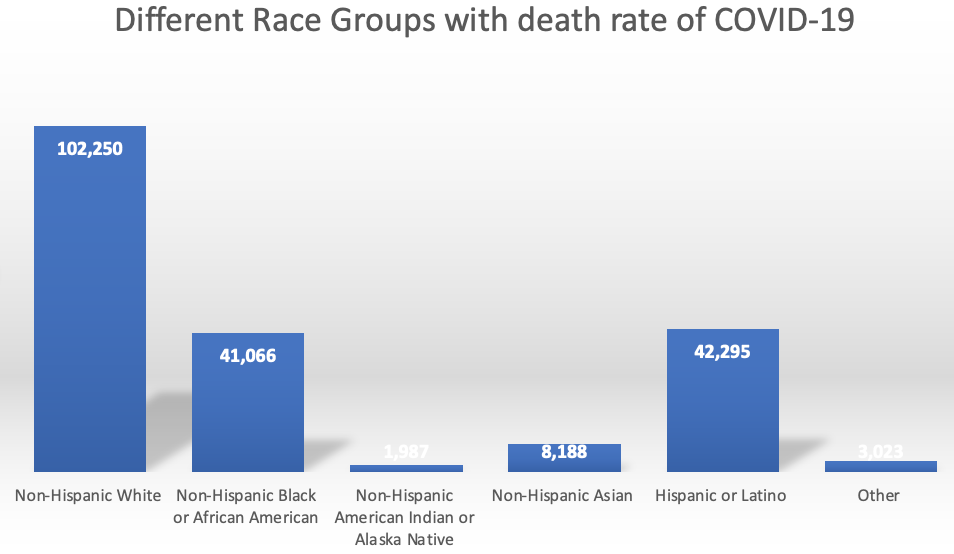 Different Race Groups with death rate of COVID-19
102,250
41,066
1,987
8,188
42,295
3,023
Non-Hispanic White
Non-Hispanic Black
or African American
Non-Hispanic
American Indian or
Alaska Native
Non-Hispanic Asian
Hispanic or Latino
Other